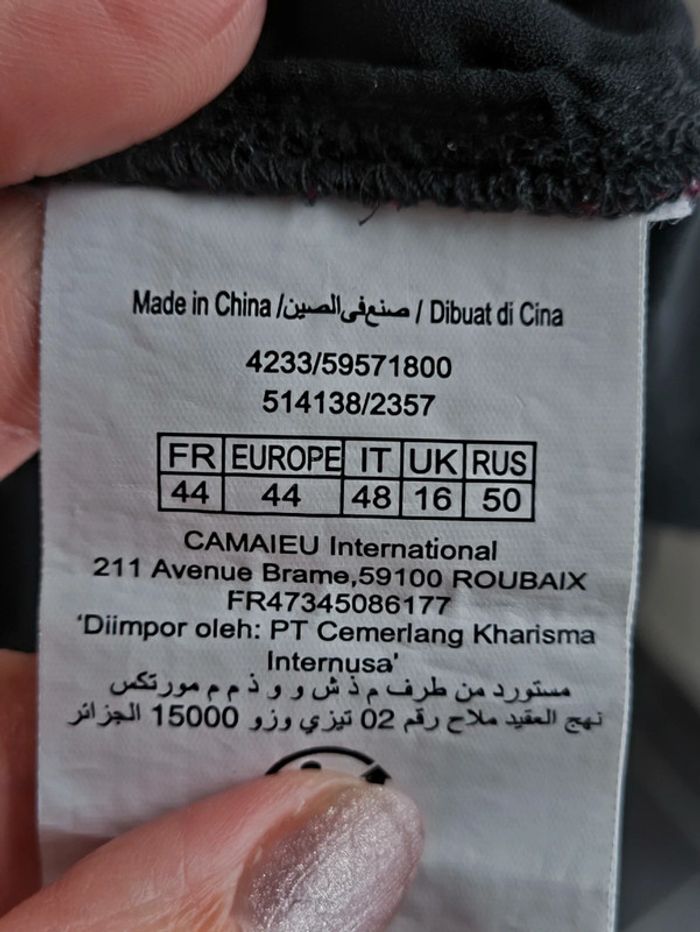 Made in China /صنع في الصين / Dibuat di Cina
4233/59571800
514138/2357
FR EUROPE IT UK RUS
44 44 48 16 50
CAMAIEU International
211 Avenue Brame,59100 ROUBAIX
FR47345086177
'Diimpor oleh: PT Cemerlang Kharisma
Internusa'
مستورد من طرف م ذ ش و و ذ م م مورتكس
نهج العقيد ملاح رقم 02 تيزي وزو 15000 الجزائر